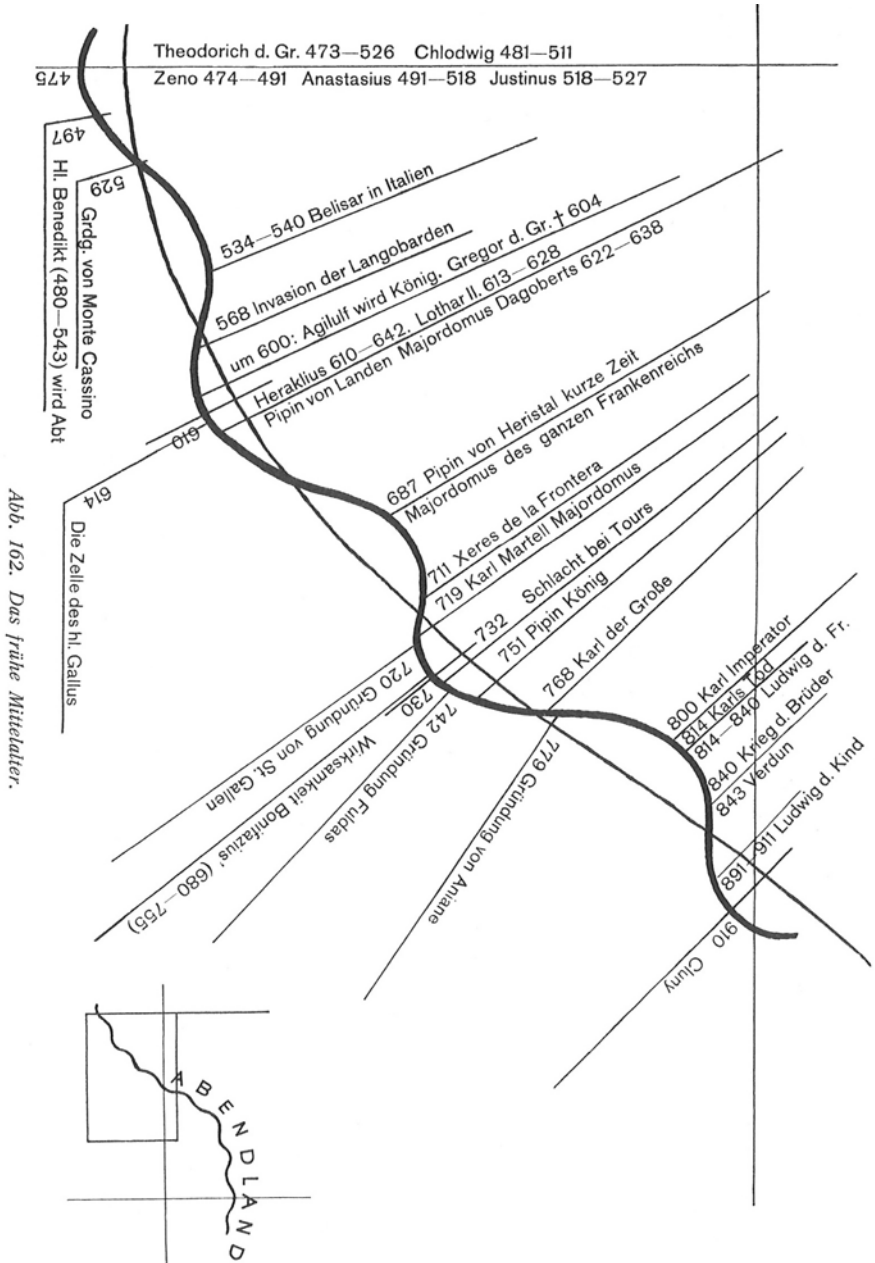 Theodorich d. Gr. 473—526 Chlodwig 481—511
475
Zeno 474—491 Anastasius 491—518 Justinus 518—527
497
Hl. Benedikt (480—543) wird Abt
529
Grdg. von Monte Cassino
534—540 Belisar in Italien
568 Invasion der Langobarden
um 600: Agilulf wird König. Gregor d. Gr. † 604
Heraklius 610—642. Lothar II. 613—628
Pipin von Landen Majordomus Dagoberts 622—638
610
614
Die Zelle des hl. Gallus
687 Pipin von Heristal kurze Zeit
Majordomus des ganzen Frankenreichs
711 Xeres de la Frontera
719 Karl Martell Majordomus
732 Schlacht bei Tours
751 Pipin König
768 Karl der Große
720 Gründung von St. Gallen
730
Wirksamkeit Bonifazius' (680—755)
742 Gründung Fuldas
779 Gründung von Aniane
800 Karl Imperator
814 Karls Tod
814—840 Ludwig d. Fr.
840 Krieg d. Brüder
843 Verdun
891—911 Ludwig d. Kind
910 Cluny
ABENDLAND
Abb. 162. Das frühe Mittelalter.